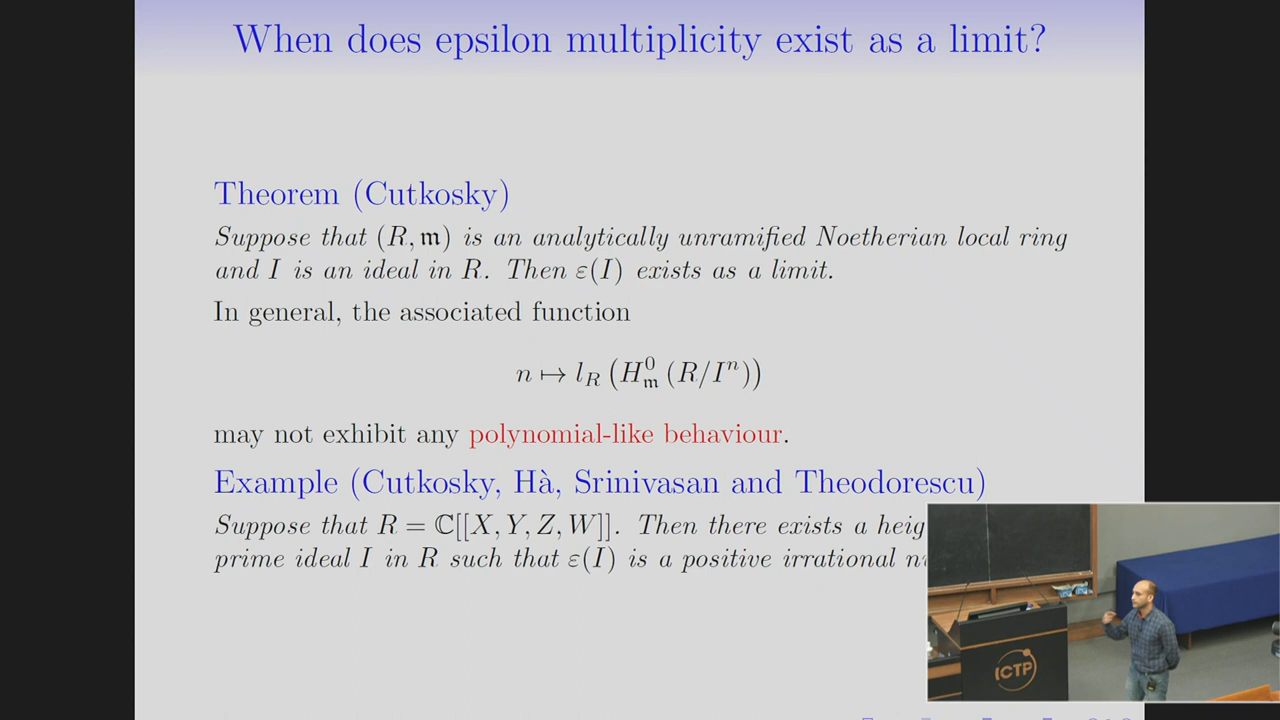 When does epsilon multiplicity exist as a limit?
Theorem (Cutkosky)
Suppose that (R, 𝔪) is an analytically unramified Noetherian local ring
and I is an ideal in R. Then ε(I) exists as a limit.
In general, the associated function
n ↦ l_R (H^0_𝔪 (R/I^n))
may not exhibit any polynomial-like behaviour.
Example (Cutkosky, Hà, Srinivasan and Theodorescu)
Suppose that R = ℂ[[X, Y, Z, W]]. Then there exists a
prime ideal I in R such that ε(I) is a positive irrational
ICTP